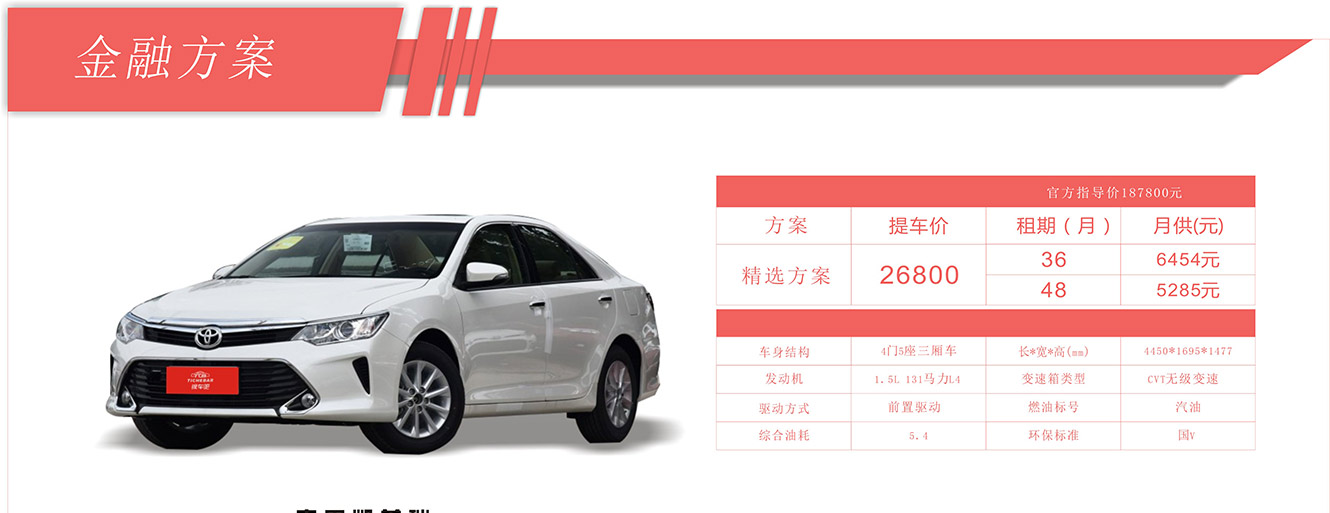 金融方案
官方指导价187800元
方案 提车价 租期（月） 月供(元)
精选方案 26800 36 6454元
48 5285元
车身结构 4门5座三厢车 长*宽*高(mm) 4450*1695*1477
发动机 1.5L 131马力L4 变速箱类型 CVT无级变速
驱动方式 前置驱动 燃油标号 汽油
综合油耗 5.4 环保标准 国V
TICHEBAO
提车吧